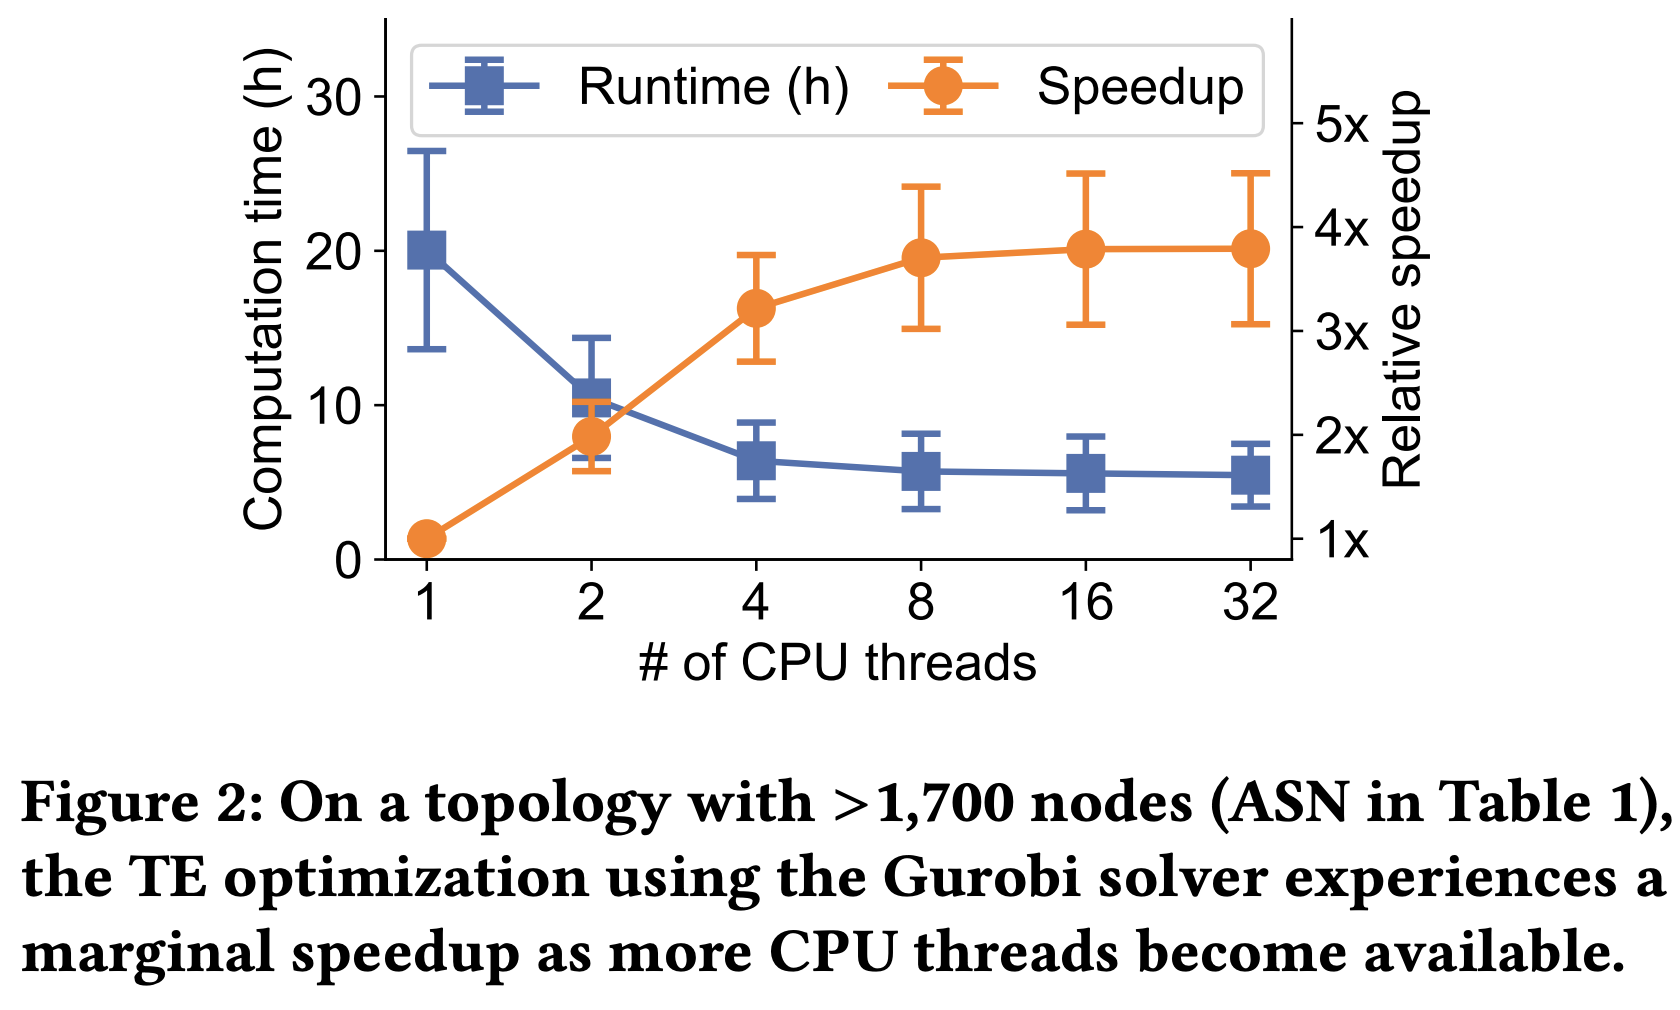 Computation time (h)
30
20
10
0
Runtime (h)
Speedup
5x
4x
3x
2x
1x
Relative speedup
1 2 4 8 16 32
# of CPU threads
Figure 2: On a topology with >1,700 nodes (ASN in Table 1),
the TE optimization using the Gurobi solver experiences a
marginal speedup as more CPU threads become available.